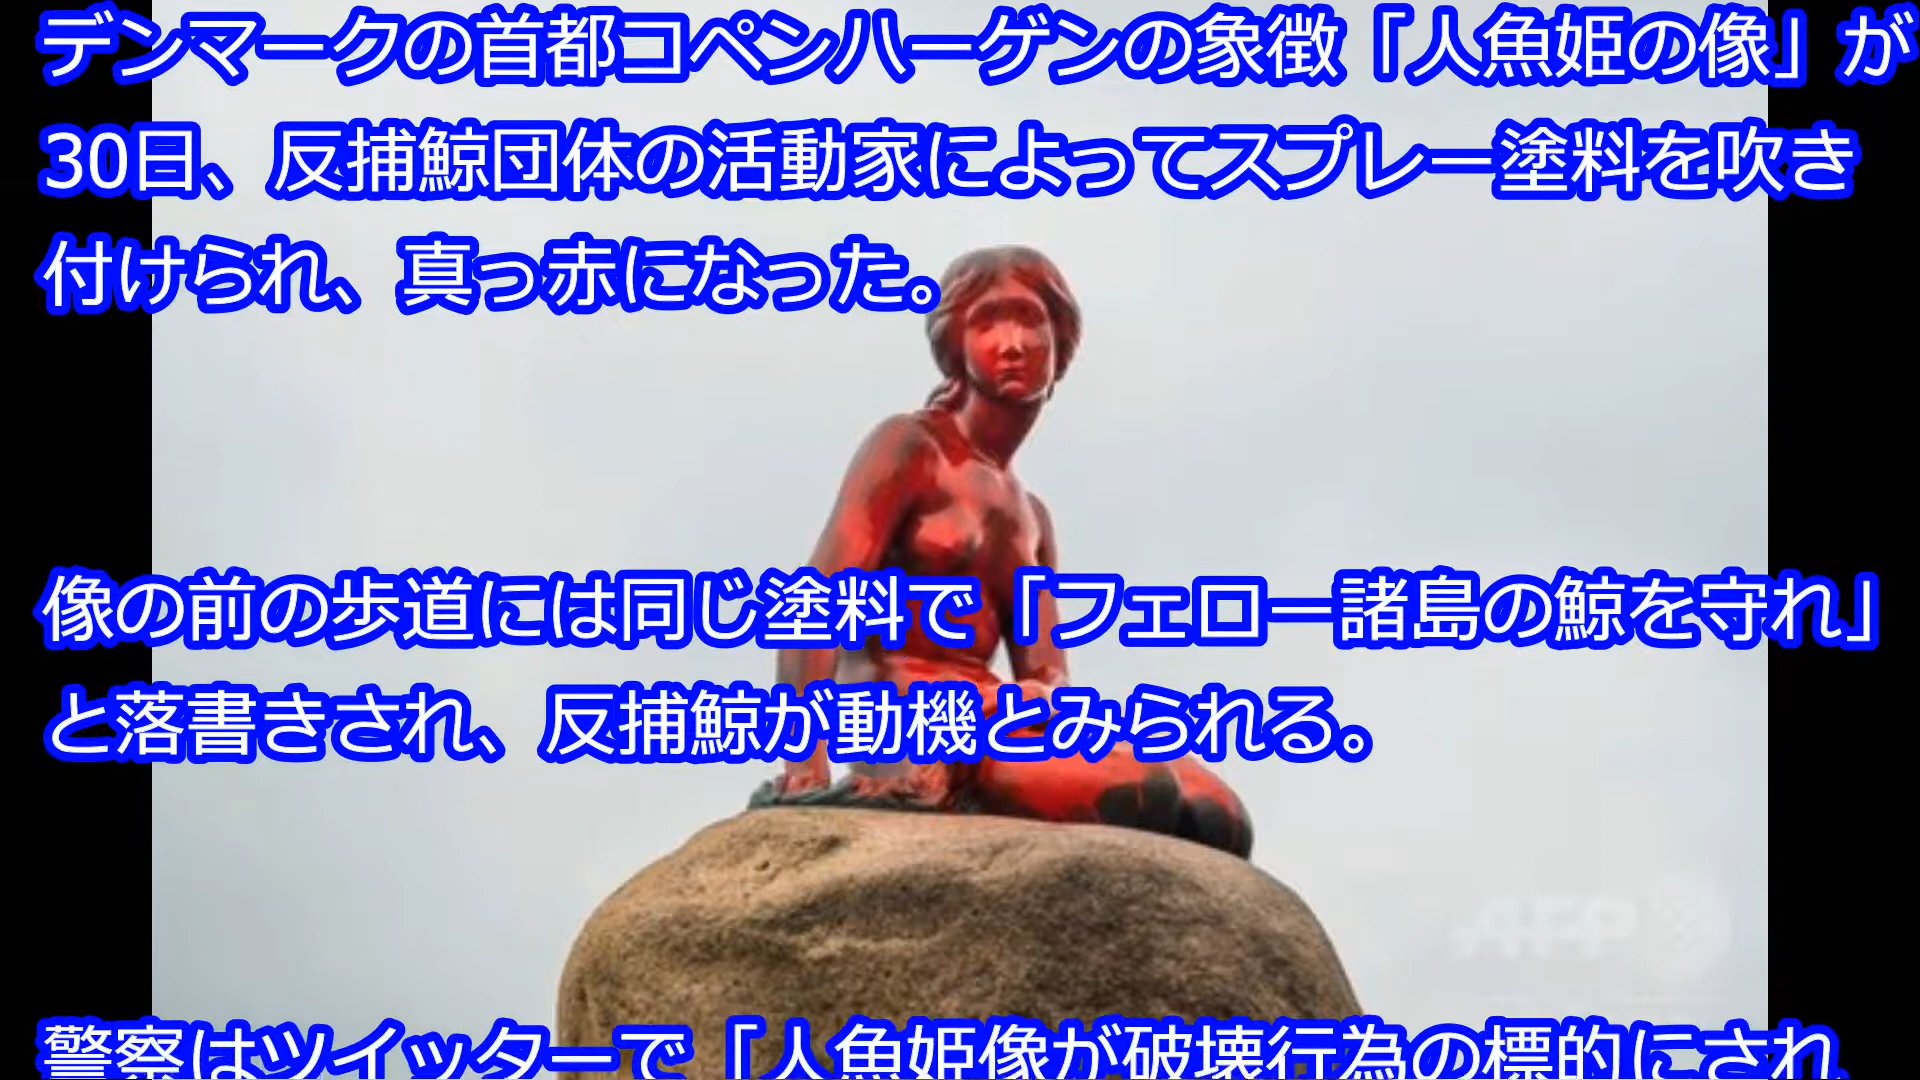 デンマークの首都コペンハーゲンの象徴「人魚姫の像」が
30日、反捕鯨団体の活動家によってスプレー塗料を吹き
付けられ、真っ赤になった。
像の前の歩道には同じ塗料で「フェロー諸島の鯨を守れ」
と落書きされ、反捕鯨が動機とみられる。
AFP
警察はツイッターで「人魚姫像が破壊行為の標的にされ